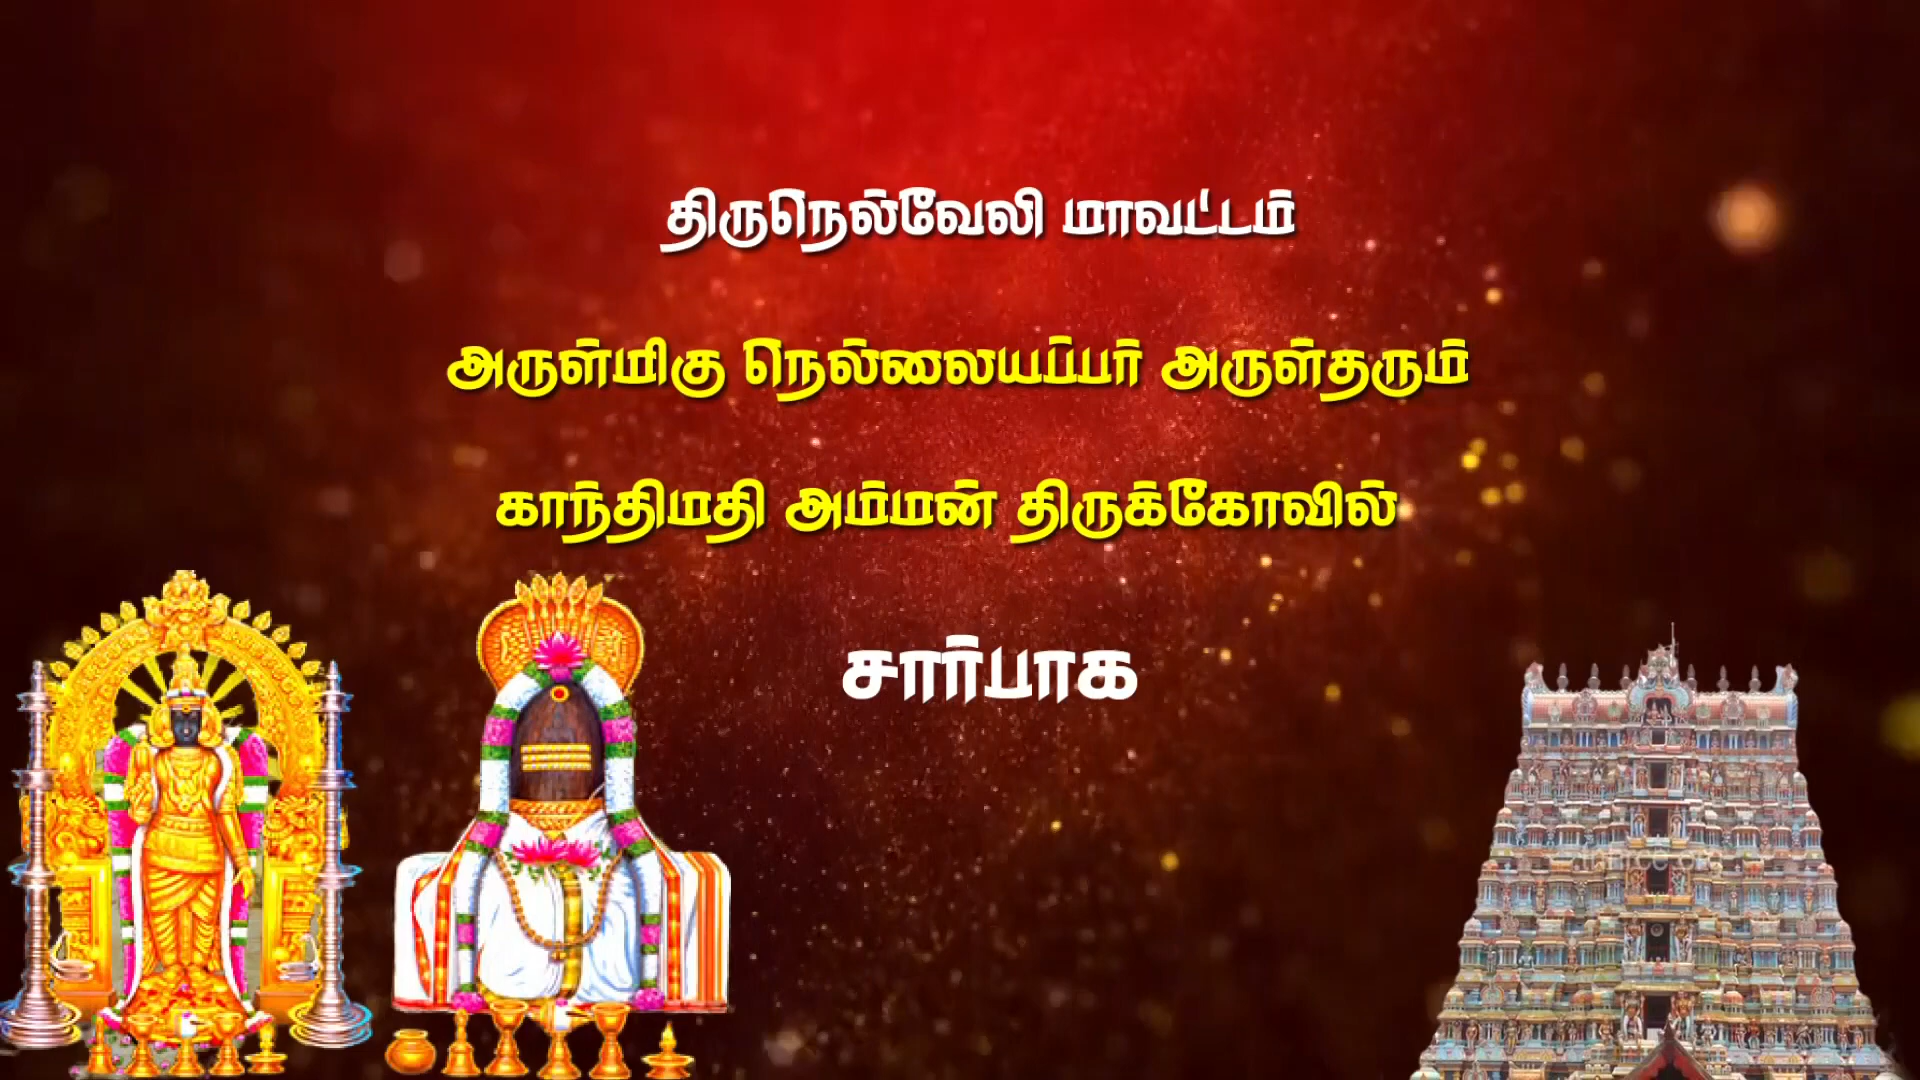 திருநெல்வேலி மாவட்டம்
அருள்மிகு நெல்லையப்பர் அருள்தரும்
காந்திமதி அம்மன் திருக்கோவில்
சார்பாக